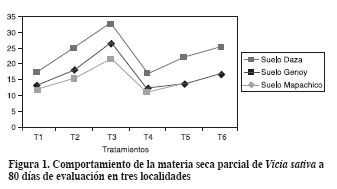 35
30
25
20
15
10
5
0
T1 T2 T3 T4 T5 T6
Tratamientos
Suelo Daza
Suelo Genoy
Suelo Mapachico
Figura 1. Comportamiento de la materia seca parcial de Vicia sativa a
80 días de evaluación en tres localidades